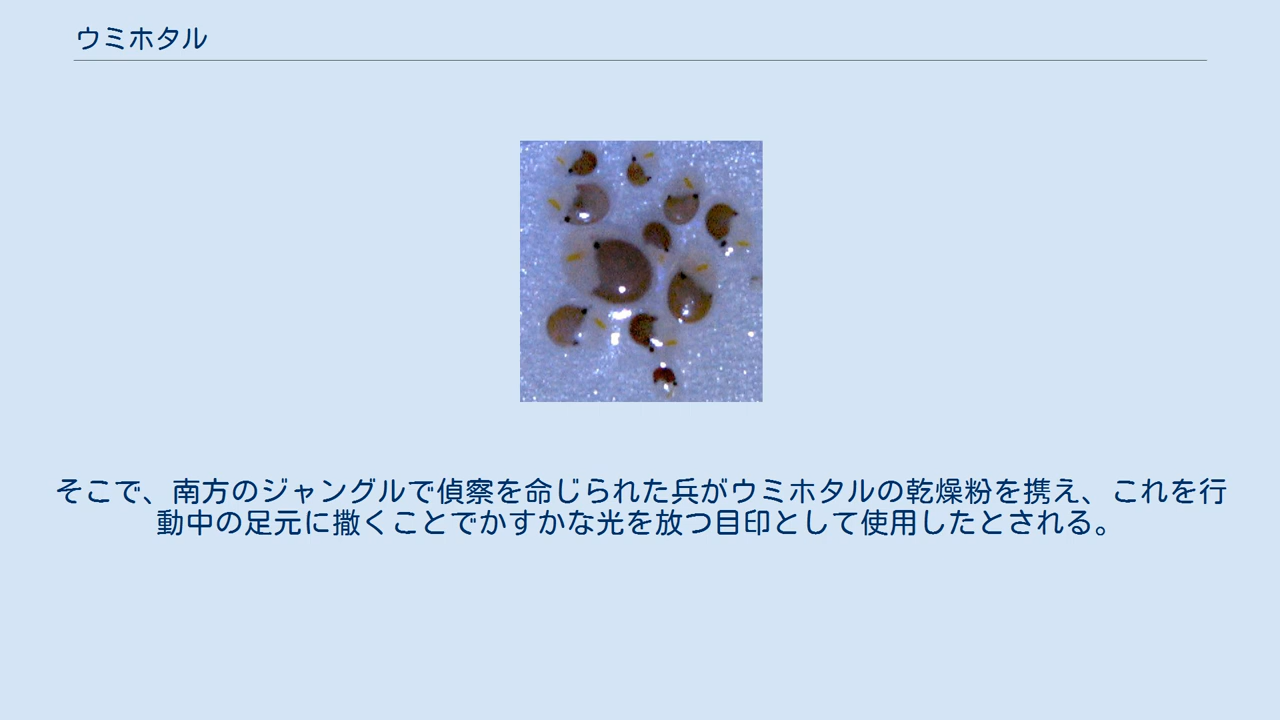 ウミホタル
そこで、南方のジャングルで偵察を命じられた兵がウミホタルの乾燥粉を携え、これを行
動中の足元に撒くことでかすかな光を放つ目印として使用したとされる。